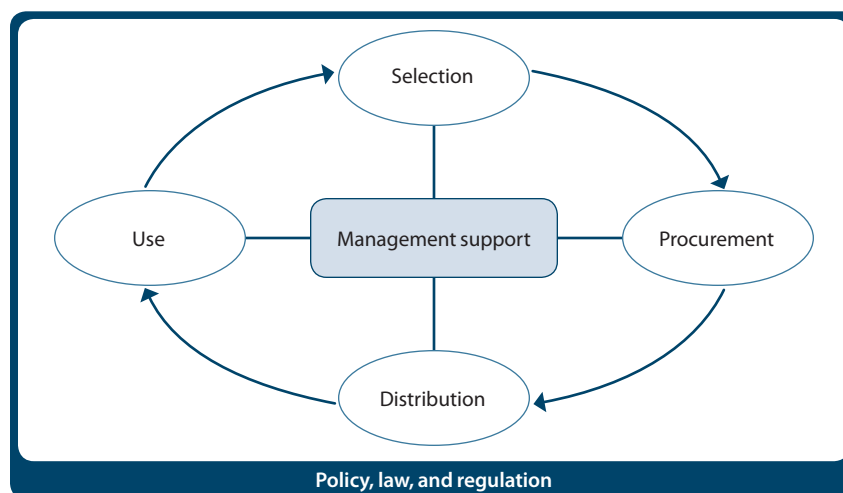 Selection
Use
Management support
Procurement
Distribution
Policy, law, and regulation